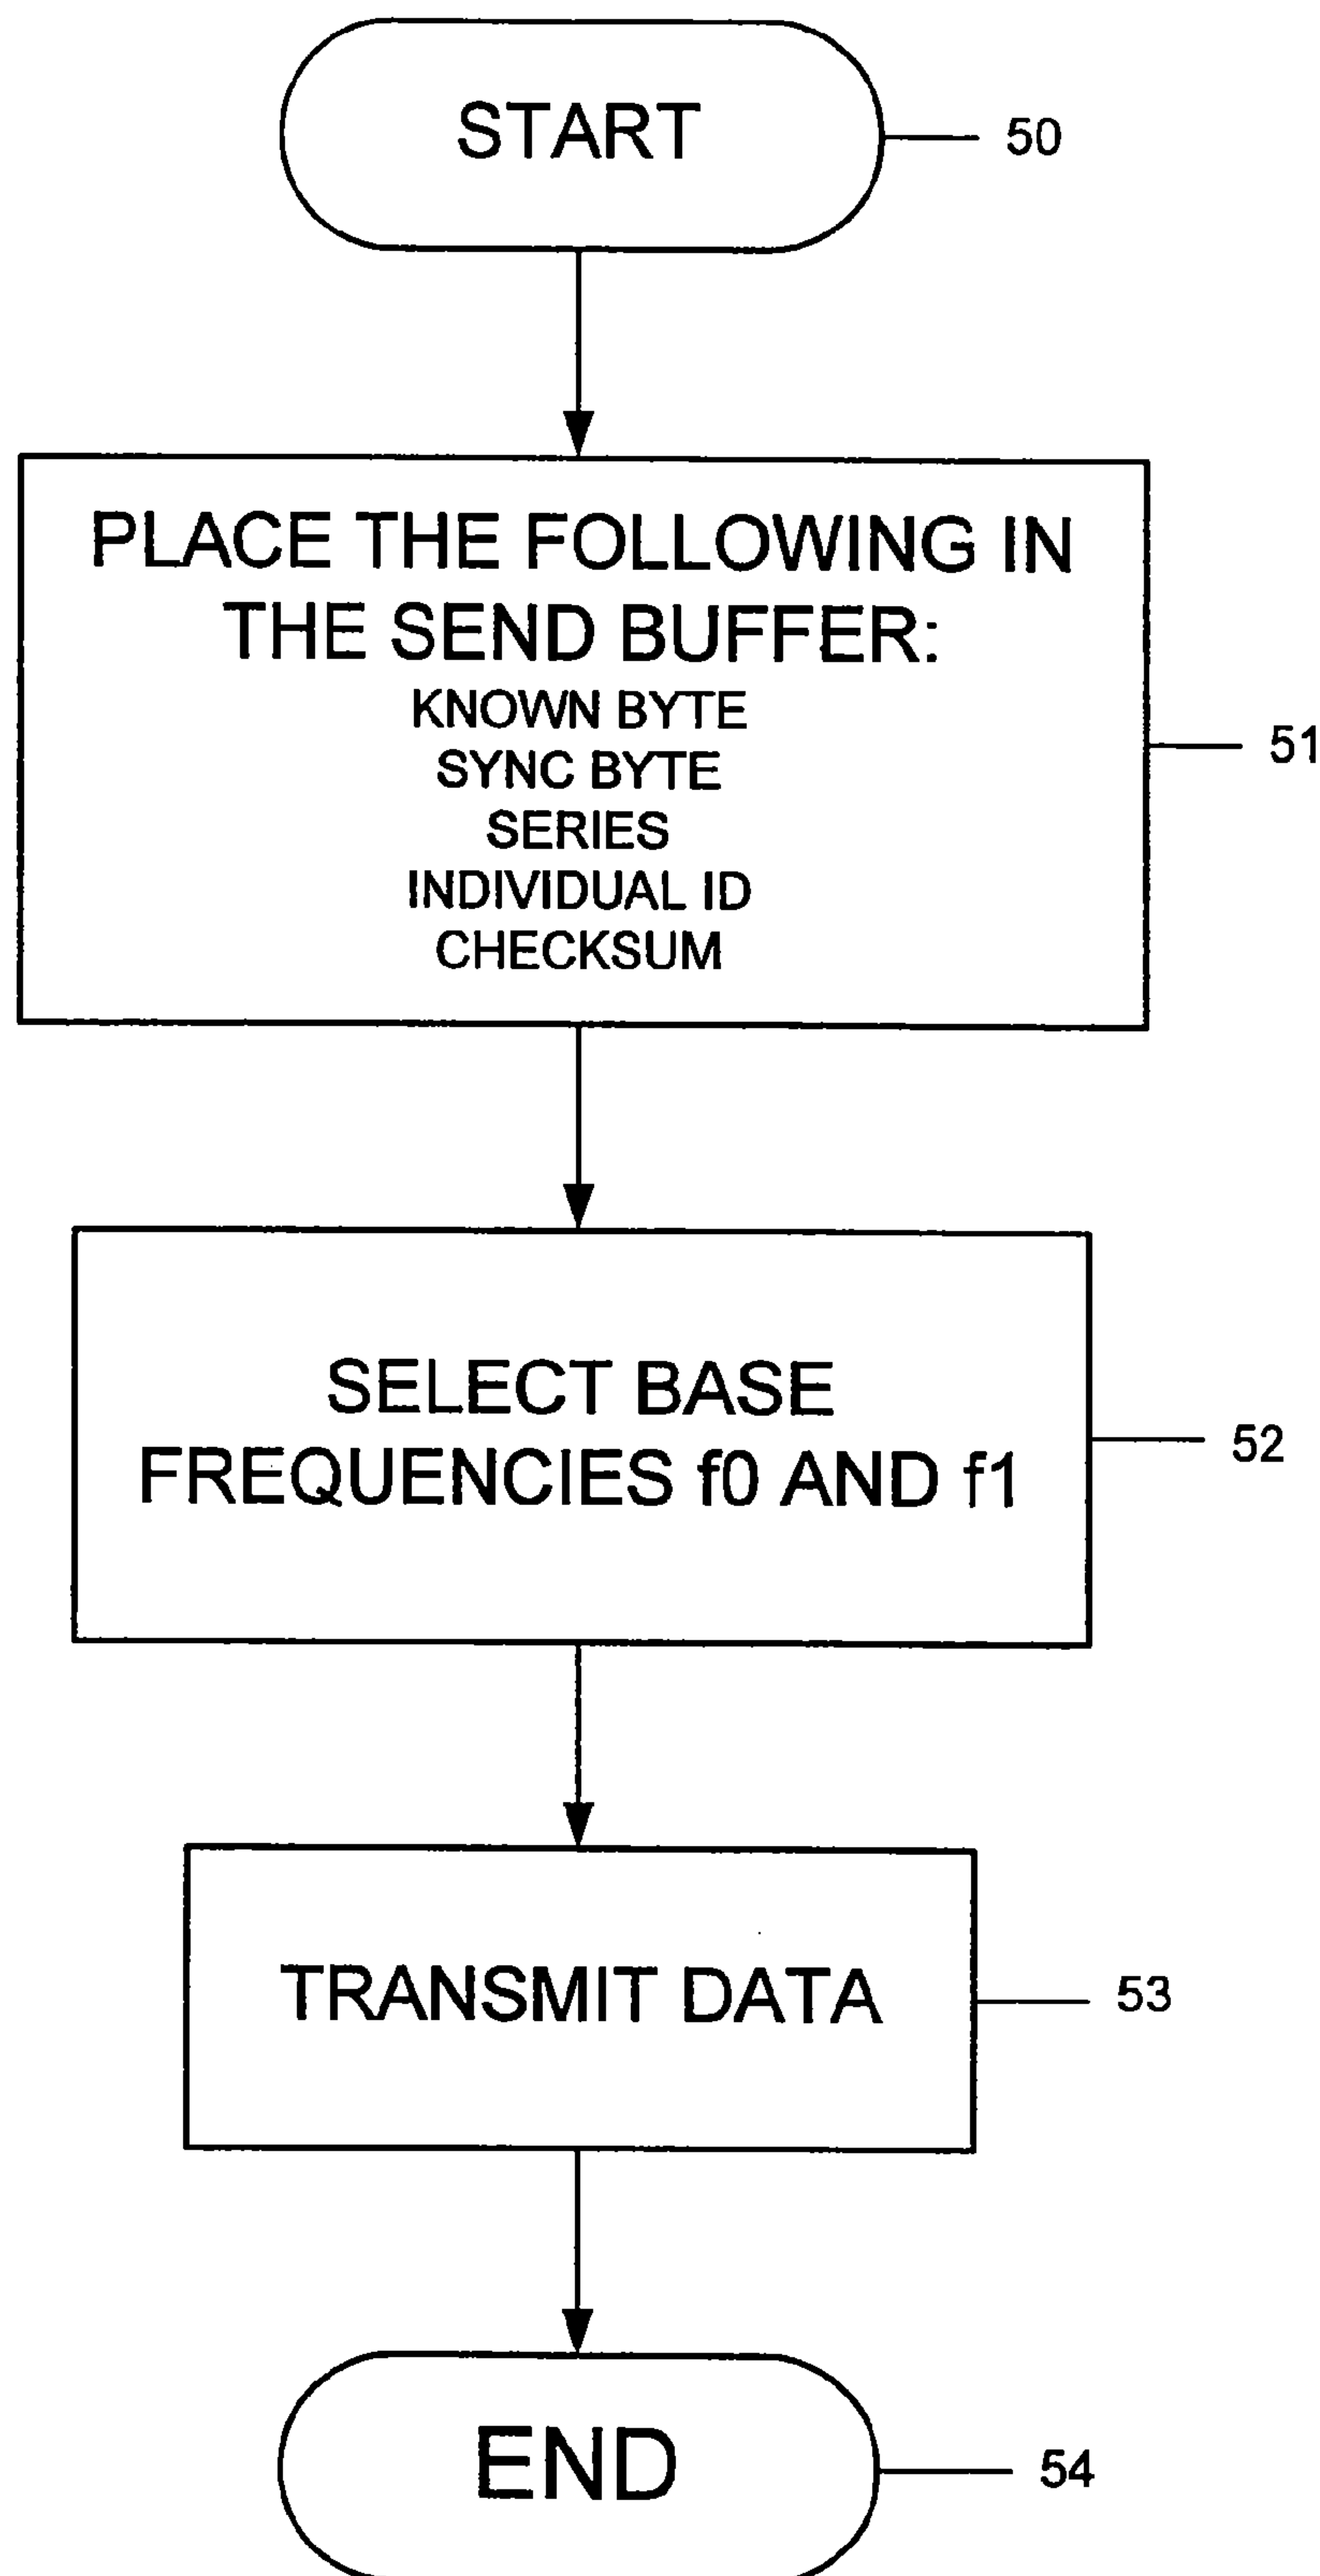 START
50
PLACE THE FOLLOWING IN
THE SEND BUFFER:
KNOWN BYTE
SYNC BYTE
SERIES
INDIVIDUAL ID
CHECKSUM
51
SELECT BASE
FREQUENCIES f0 AND f1
52
TRANSMIT DATA
53
END
54